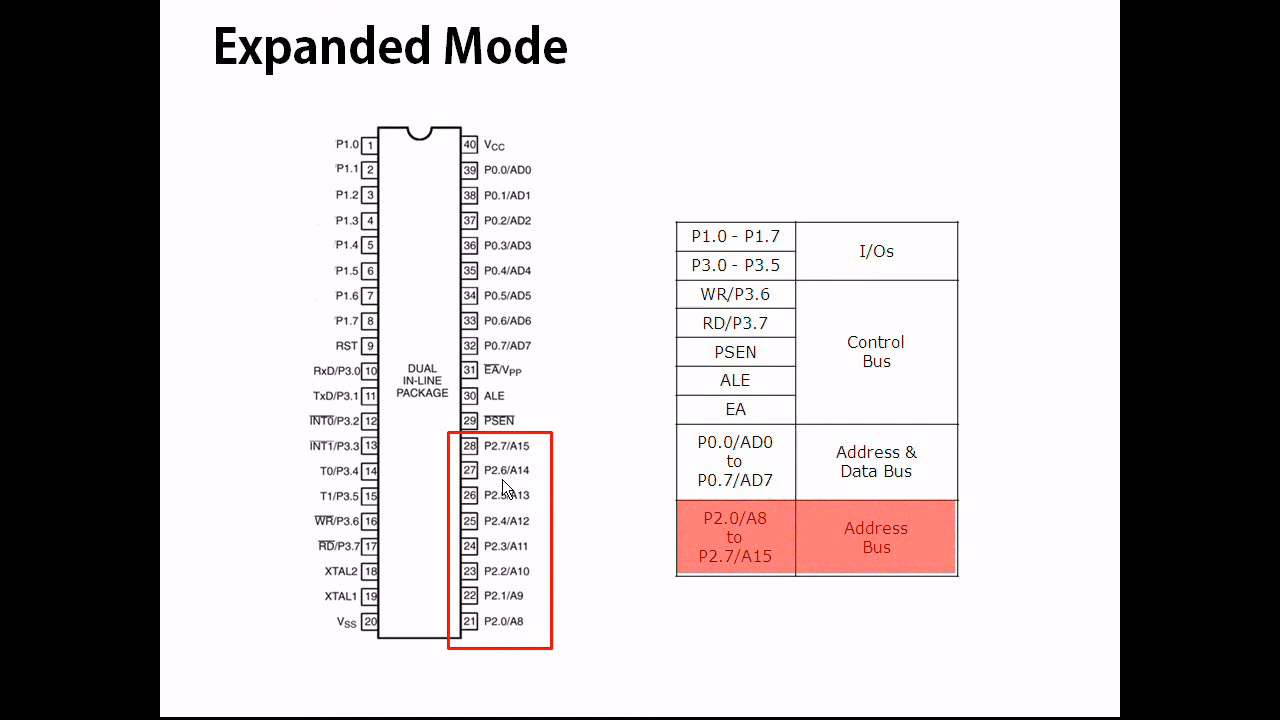 Expanded Mode
P1.0 1
P1.1 2
P1.2 3
P1.3 4
P1.4 5
P1.5 6
P1.6 7
P1.7 8
RST 9
RxD/P3.0 10
TxD/P3.1 11
INT0/P3.2 12
INT1/P3.3 13
T0/P3.4 14
T1/P3.5 15
WR/P3.6 16
RD/P3.7 17
XTAL2 18
XTAL1 19
VSS 20
DUAL
IN-LINE
PACKAGE
40 VCC
39 P0.0/AD0
38 P0.1/AD1
37 P0.2/AD2
36 P0.3/AD3
35 P0.4/AD4
34 P0.5/AD5
33 P0.6/AD6
32 P0.7/AD7
31 EA/VPP
30 ALE
29 PSEN
28 P2.7/A15
27 P2.6/A14
26 P2.5/A13
25 P2.4/A12
24 P2.3/A11
23 P2.2/A10
22 P2.1/A9
21 P2.0/A8
P1.0 - P1.7
P3.0 - P3.5
I/Os
WR/P3.6
RD/P3.7
PSEN
ALE
EA
Control
Bus
P0.0/AD0
to
P0.7/AD7
Address &
Data Bus
P2.0/A8
to
P2.7/A15
Address
Bus